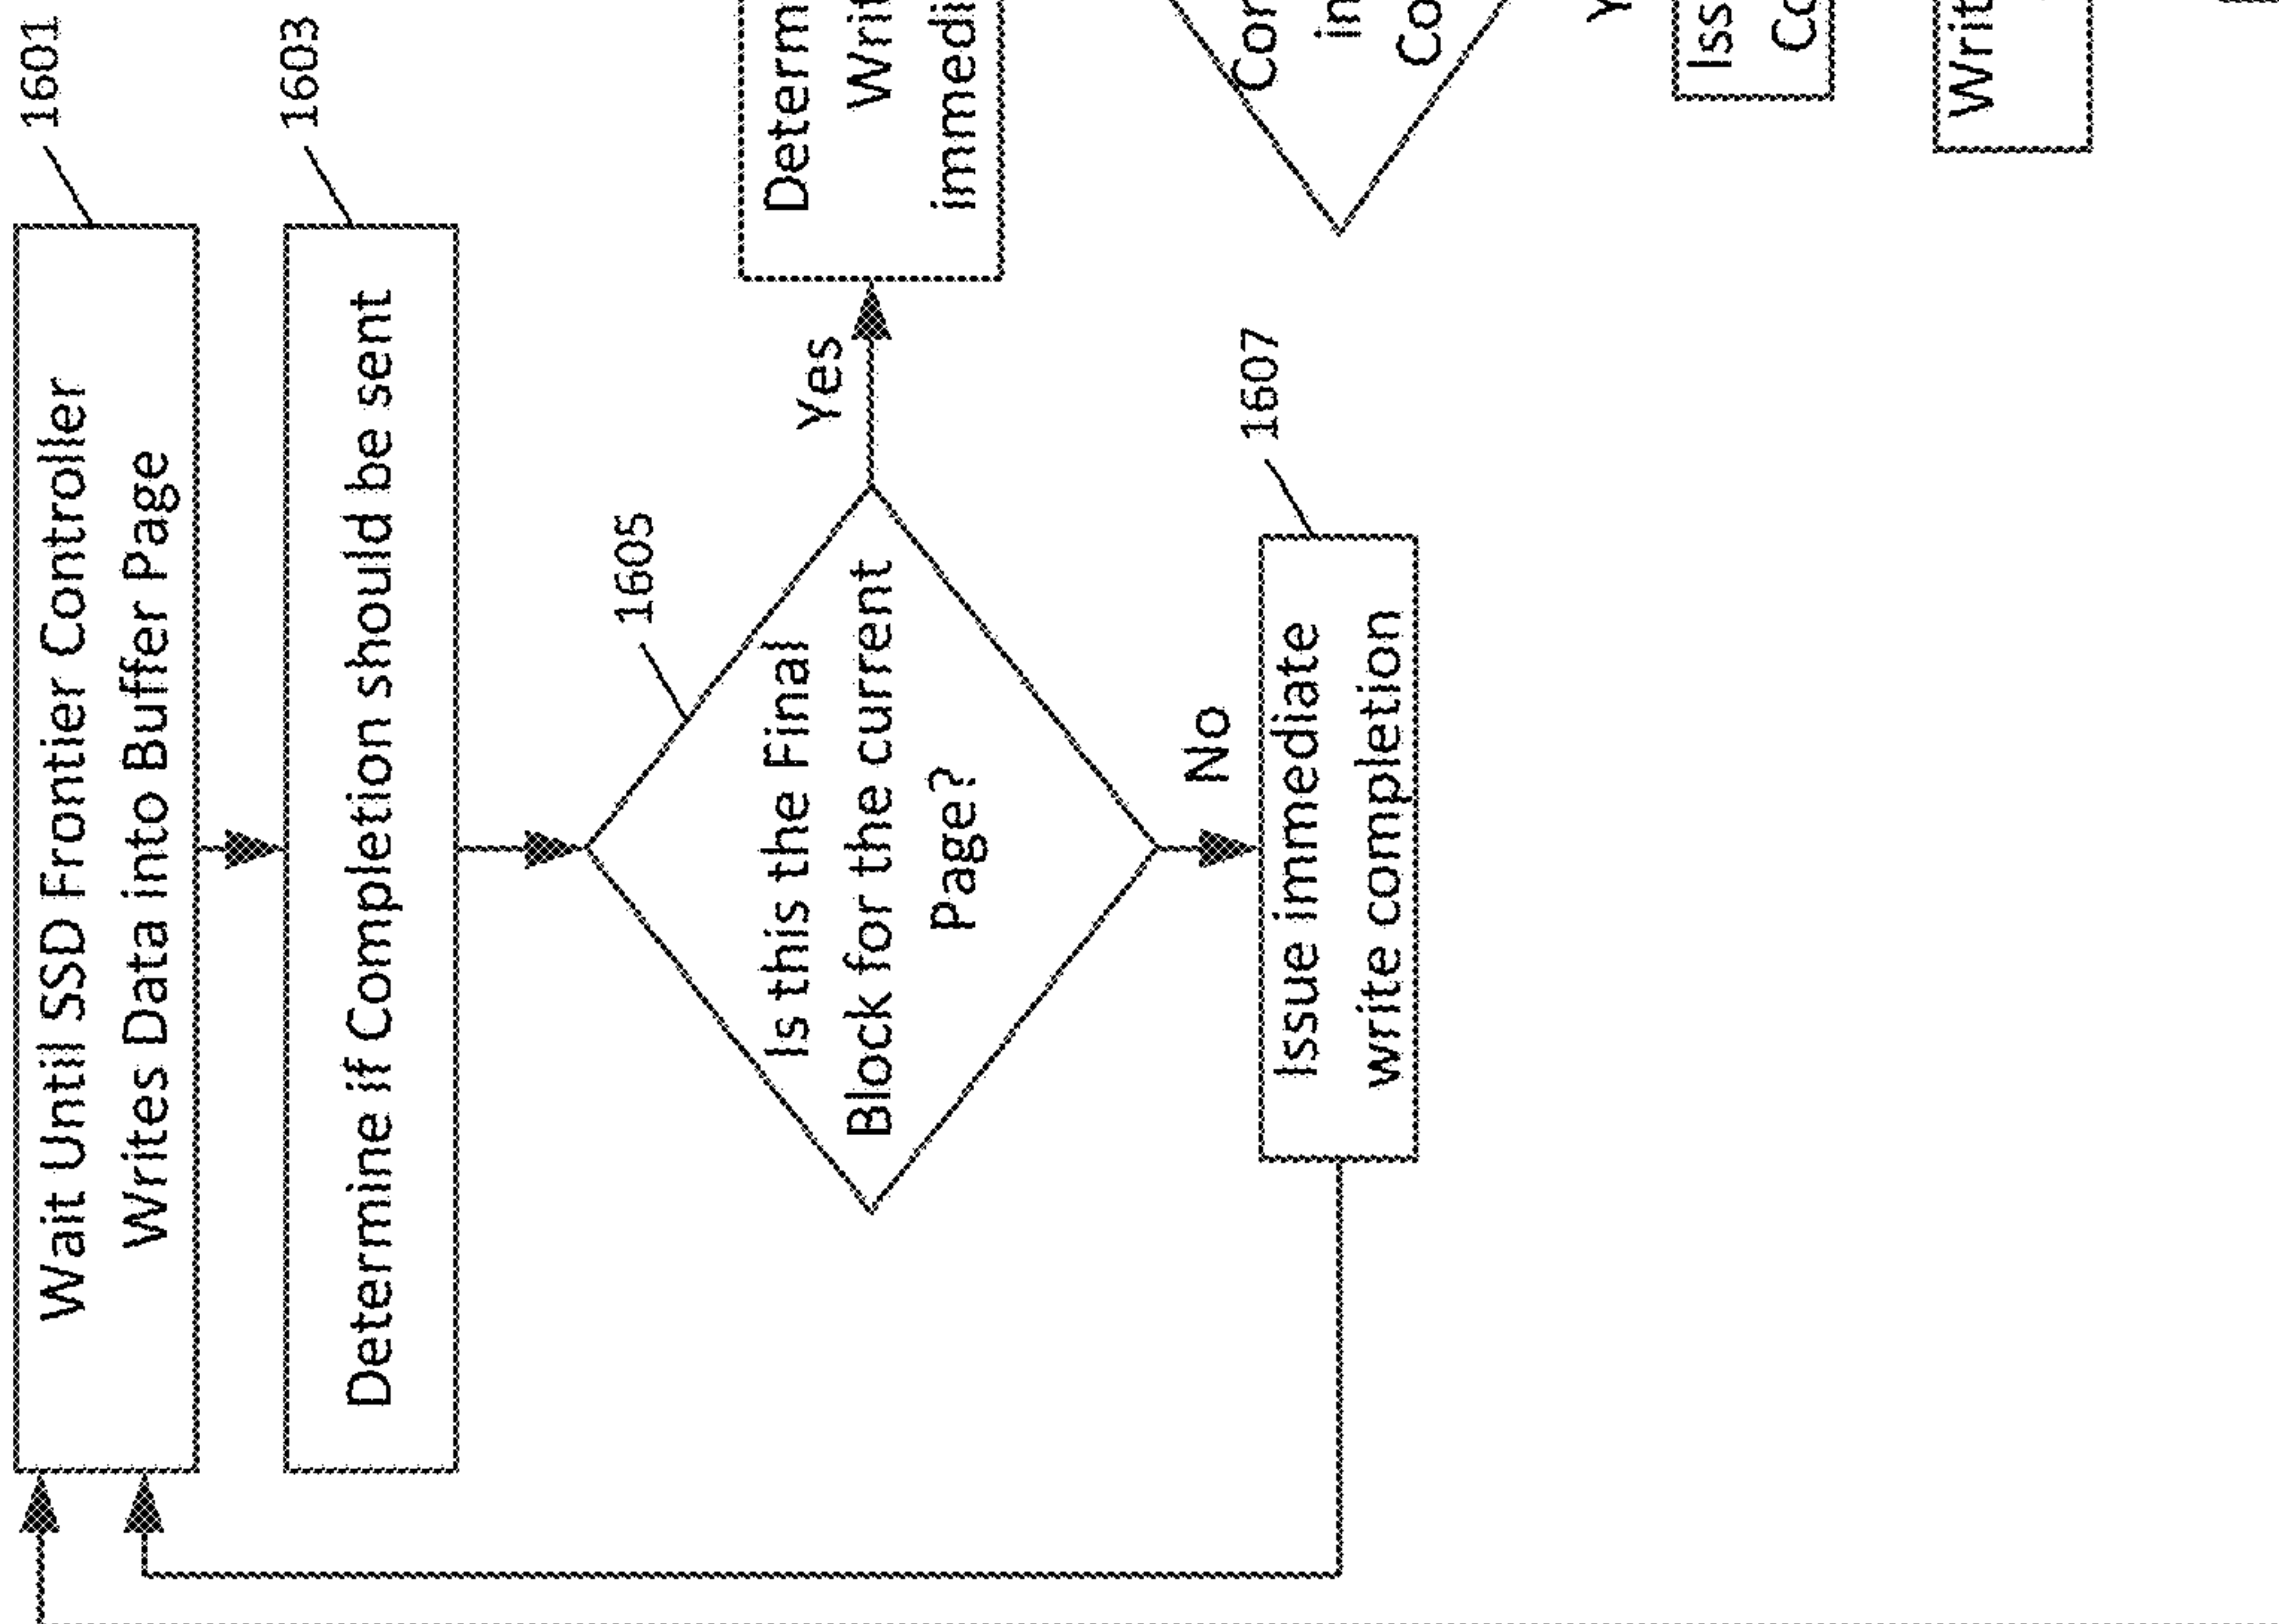 1601
Wait Until SSD Frontier Controller
Writes Data into Buffer Page
1603
Determine if Completion should be sent
1605
Is this the Final
Block for the current
Page?
Yes
No
1607
Issue immediate
write completion